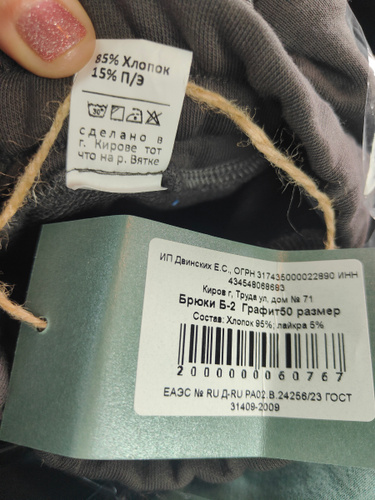 85% Хлопок
15% П/Э
сделано в
г. Кирове тот
что на р. Вятке
ИП Двинских Е.С., ОГРН 317435000022890 ИНН
434548068683
Киров г, Труда ул, дом № 71
Брюки Б-2 Графит50 размер
Состав: Хлопок 95%; лайкра 5%
2000000060767
ЕАЭС № RU Д-RU РА02.В.24256/23 ГОСТ
31409-2009